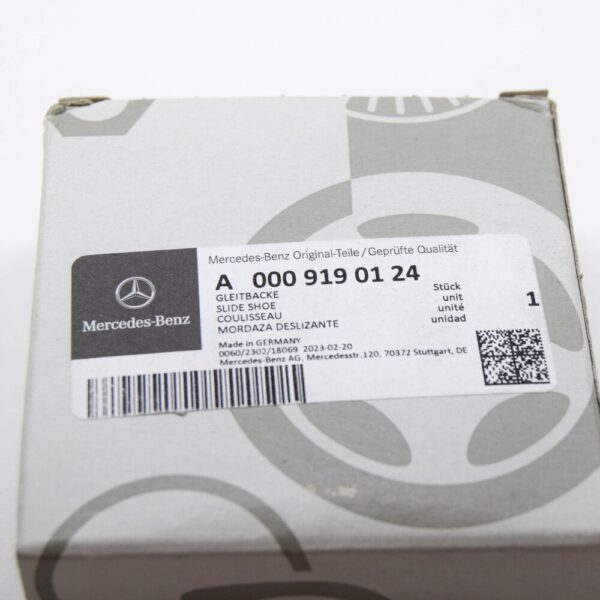 Mercedes-Benz Original-Teile / Geprüfte Qualität
A 000 919 01 24
GLEITBACKE Stück
SLIDE SHOE unit 1
COULISSEAU unité
MORDAZA DESLIZANTE unidad
Made in GERMANY
0060/2302/18069 2023-02-20
Mercedes-Benz AG, Mercedesstr.120, 70372 Stuttgart, DE
Mercedes-Benz